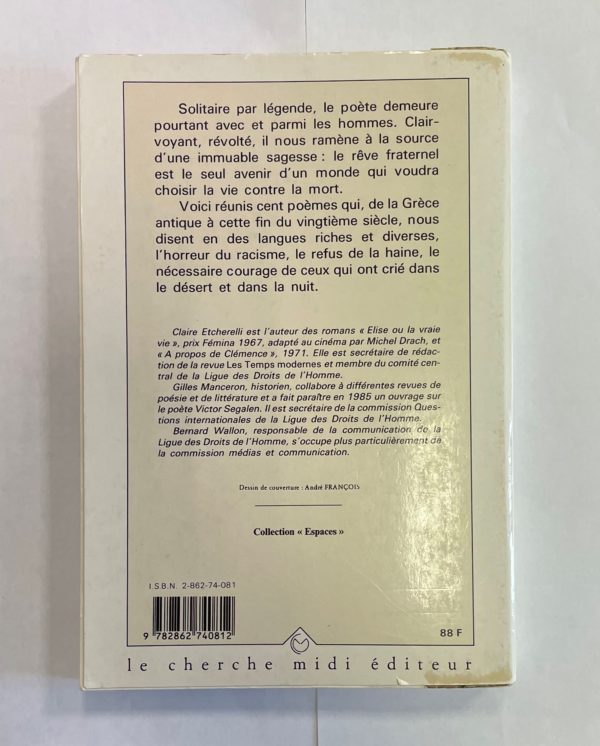 Solitaire par légende, le poète demeure
pourtant avec et parmi les hommes. Clair-
voyant, révolté, il nous ramène à la source
d'une immuable sagesse : le rêve fraternel
est le seul avenir d'un monde qui voudra
choisir la vie contre la mort.
Voici réunis cent poèmes qui, de la Grèce
antique à cette fin du vingtième siècle, nous
disent en des langues riches et diverses,
l'horreur du racisme, le refus de la haine, le
nécessaire courage de ceux qui ont crié dans
le désert et dans la nuit.
Claire Etcherelli est l'auteur des romans « Elise ou la vraie
vie », prix Fémina 1967, adapté au cinéma par Michel Drach, et
« A propos de Clémence », 1971. Elle est secrétaire de rédac-
tion de la revue Les Temps modernes et membre du comité cen-
tral de la Ligue des Droits de l'Homme.
Gilles Manceron, historien, collabore à différentes revues de
poésie et de littérature et a fait paraître en 1985 un ouvrage sur
le poète Victor Segalen. Il est secrétaire de la commission Ques-
tions internationales de la Ligue des Droits de l'Homme.
Bernard Wallon, responsable de la communication de la
Ligue des Droits de l'Homme, s'occupe plus particulièrement de
la commission médias et communication.
Dessin de couverture : André FRANÇOIS
Collection « Espaces »
I.S.B.N. 2-862-74-081
9 782862 740812
88 F
le cherche midi éditeur